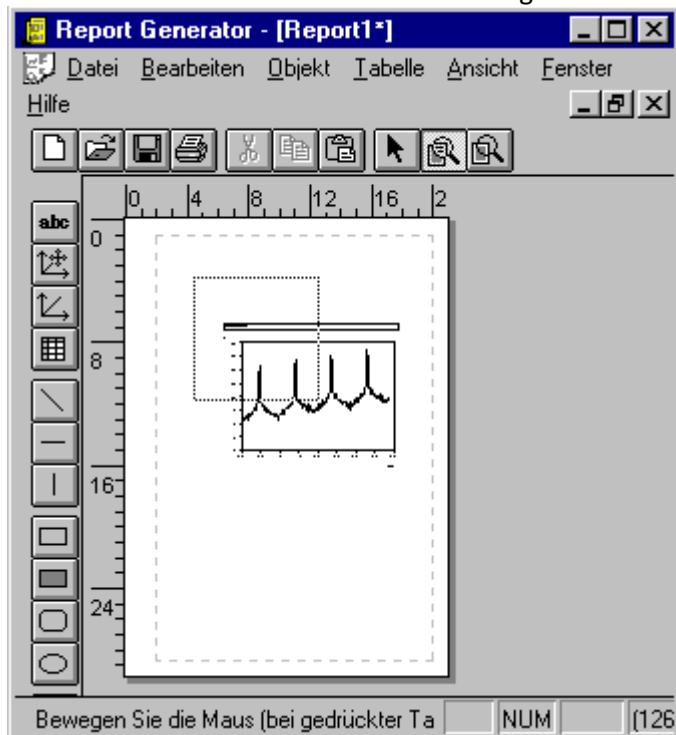 Report Generator - [Report1*]
Datei Bearbeiten Objekt Tabelle Ansicht Fenster
Hilfe
0 4 8 12 16 2
abc
0
8
16
24
Bewegen Sie die Maus (bei gedrückter Ta NUM (126